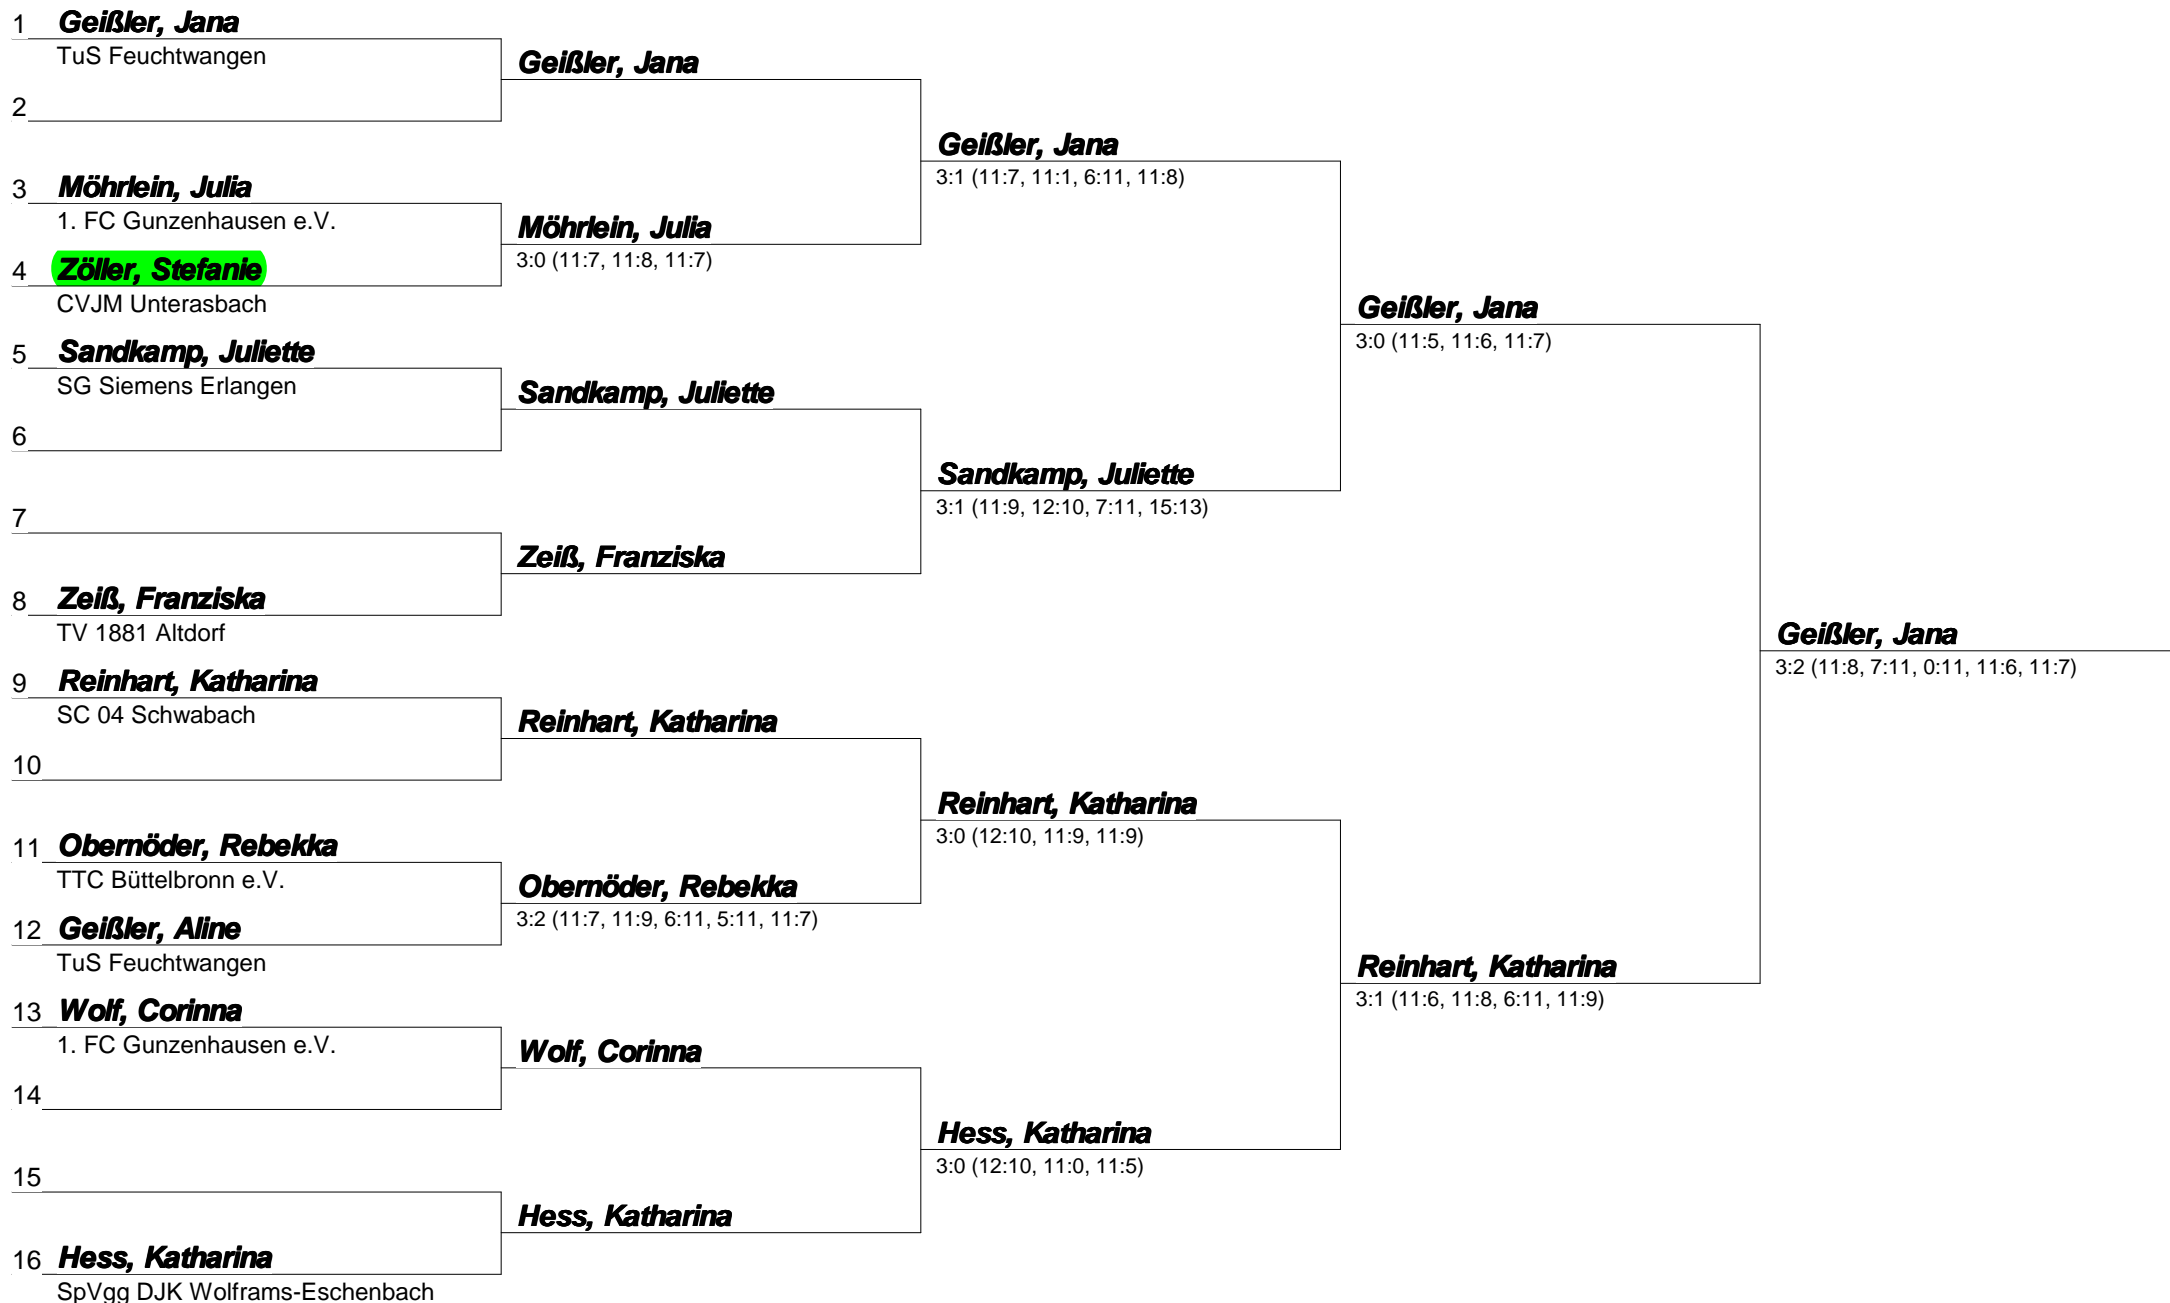 1 Geißler, Jana
TuS Feuchtwangen
2
3 Möhrlein, Julia
1. FC Gunzenhausen e.V.
4 Zöller, Stefanie
CVJM Unterasbach
5 Sandkamp, Juliette
SG Siemens Erlangen
6
7
8 Zeiß, Franziska
TV 1881 Altdorf
9 Reinhart, Katharina
SC 04 Schwabach
10
11 Obernöder, Rebekka
TTC Büttelbronn e.V.
12 Geißler, Aline
TuS Feuchtwangen
13 Wolf, Corinna
1. FC Gunzenhausen e.V.
14
15
16 Hess, Katharina
SpVgg DJK Wolframs-Eschenbach
Geißler, Jana
Möhrlein, Julia
3:0 (11:7, 11:8, 11:7)
Sandkamp, Juliette
Zeiß, Franziska
Reinhart, Katharina
Obernöder, Rebekka
3:2 (11:7, 11:9, 6:11, 5:11, 11:7)
Wolf, Corinna
Hess, Katharina
Geißler, Jana
3:1 (11:7, 11:1, 6:11, 11:8)
Sandkamp, Juliette
3:1 (11:9, 12:10, 7:11, 15:13)
Reinhart, Katharina
3:0 (12:10, 11:9, 11:9)
Hess, Katharina
3:0 (12:10, 11:0, 11:5)
Geißler, Jana
3:0 (11:5, 11:6, 11:7)
Reinhart, Katharina
3:1 (11:6, 11:8, 6:11, 11:9)
Geißler, Jana
3:2 (11:8, 7:11, 0:11, 11:6, 11:7)